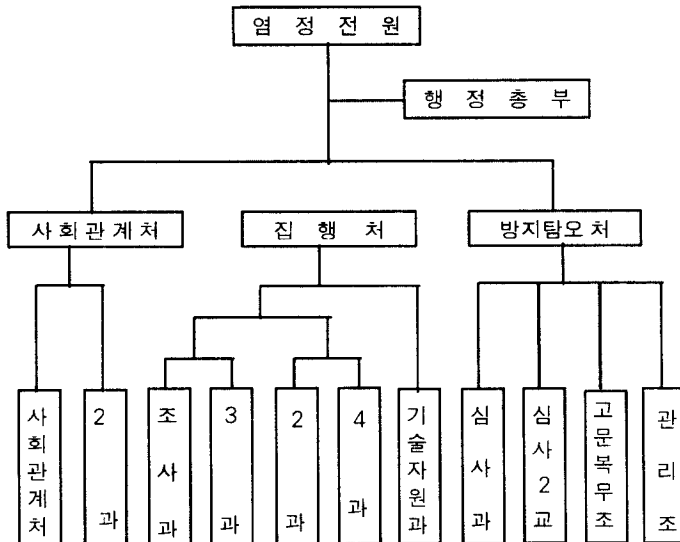 염 정 전 원
행 정 총 부
사 회 관 계 처
집 행 처
방지탐오처
사회관계처
2과
조사과
3과
2과
4과
기술자원과
심사과
심사2교
고문복무조
관리조